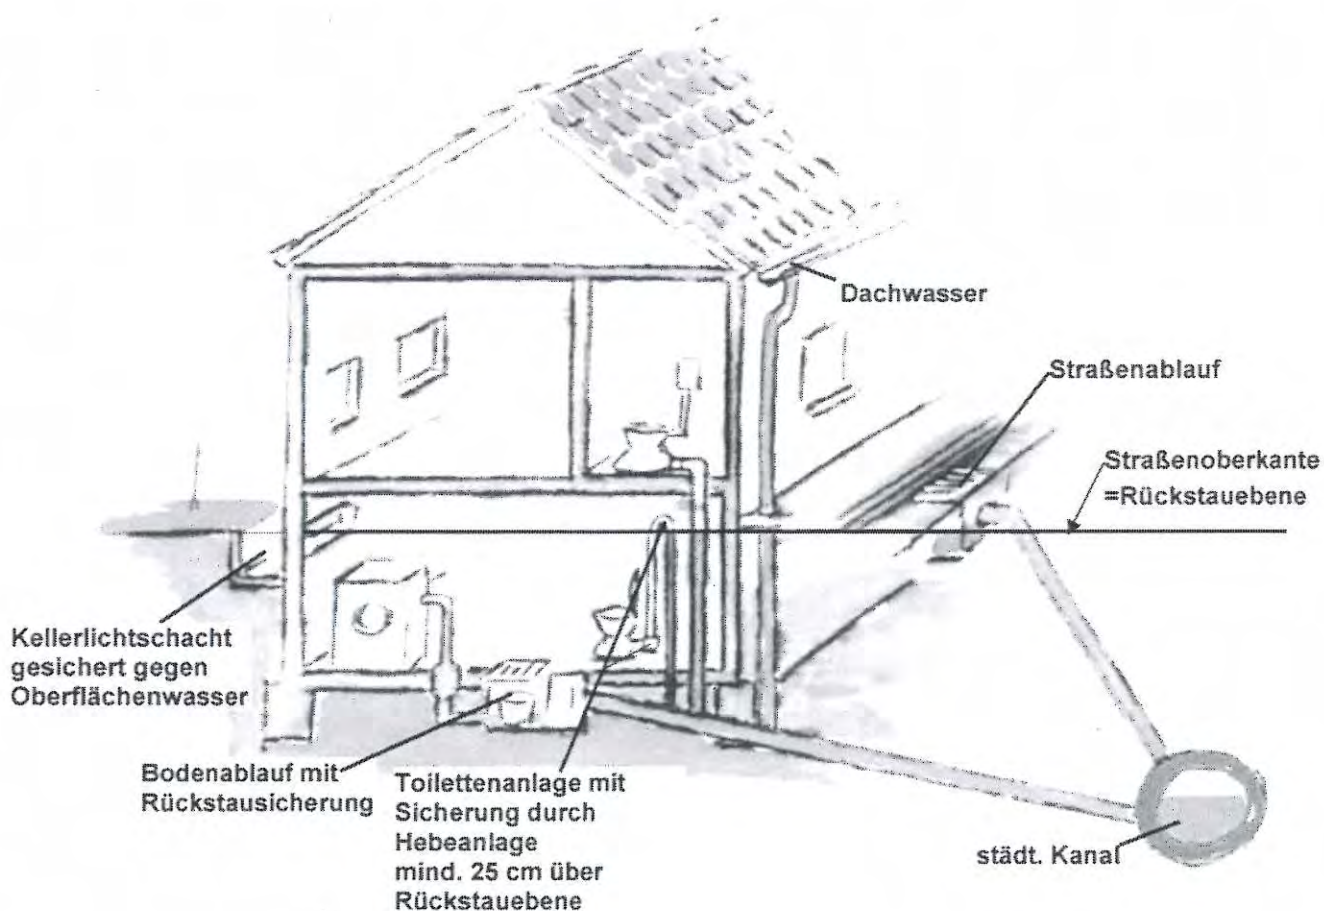 Dachwasser
Straßenablauf
Straßenoberkante
=Rückstauebene
Kellerlichtschacht
gesichert gegen
Oberflächenwasser
Bodenablauf mit
Rückstausicherung
Toilettenanlage mit
Sicherung durch
Hebeanlage
mind. 25 cm über
Rückstauebene
städt. Kanal